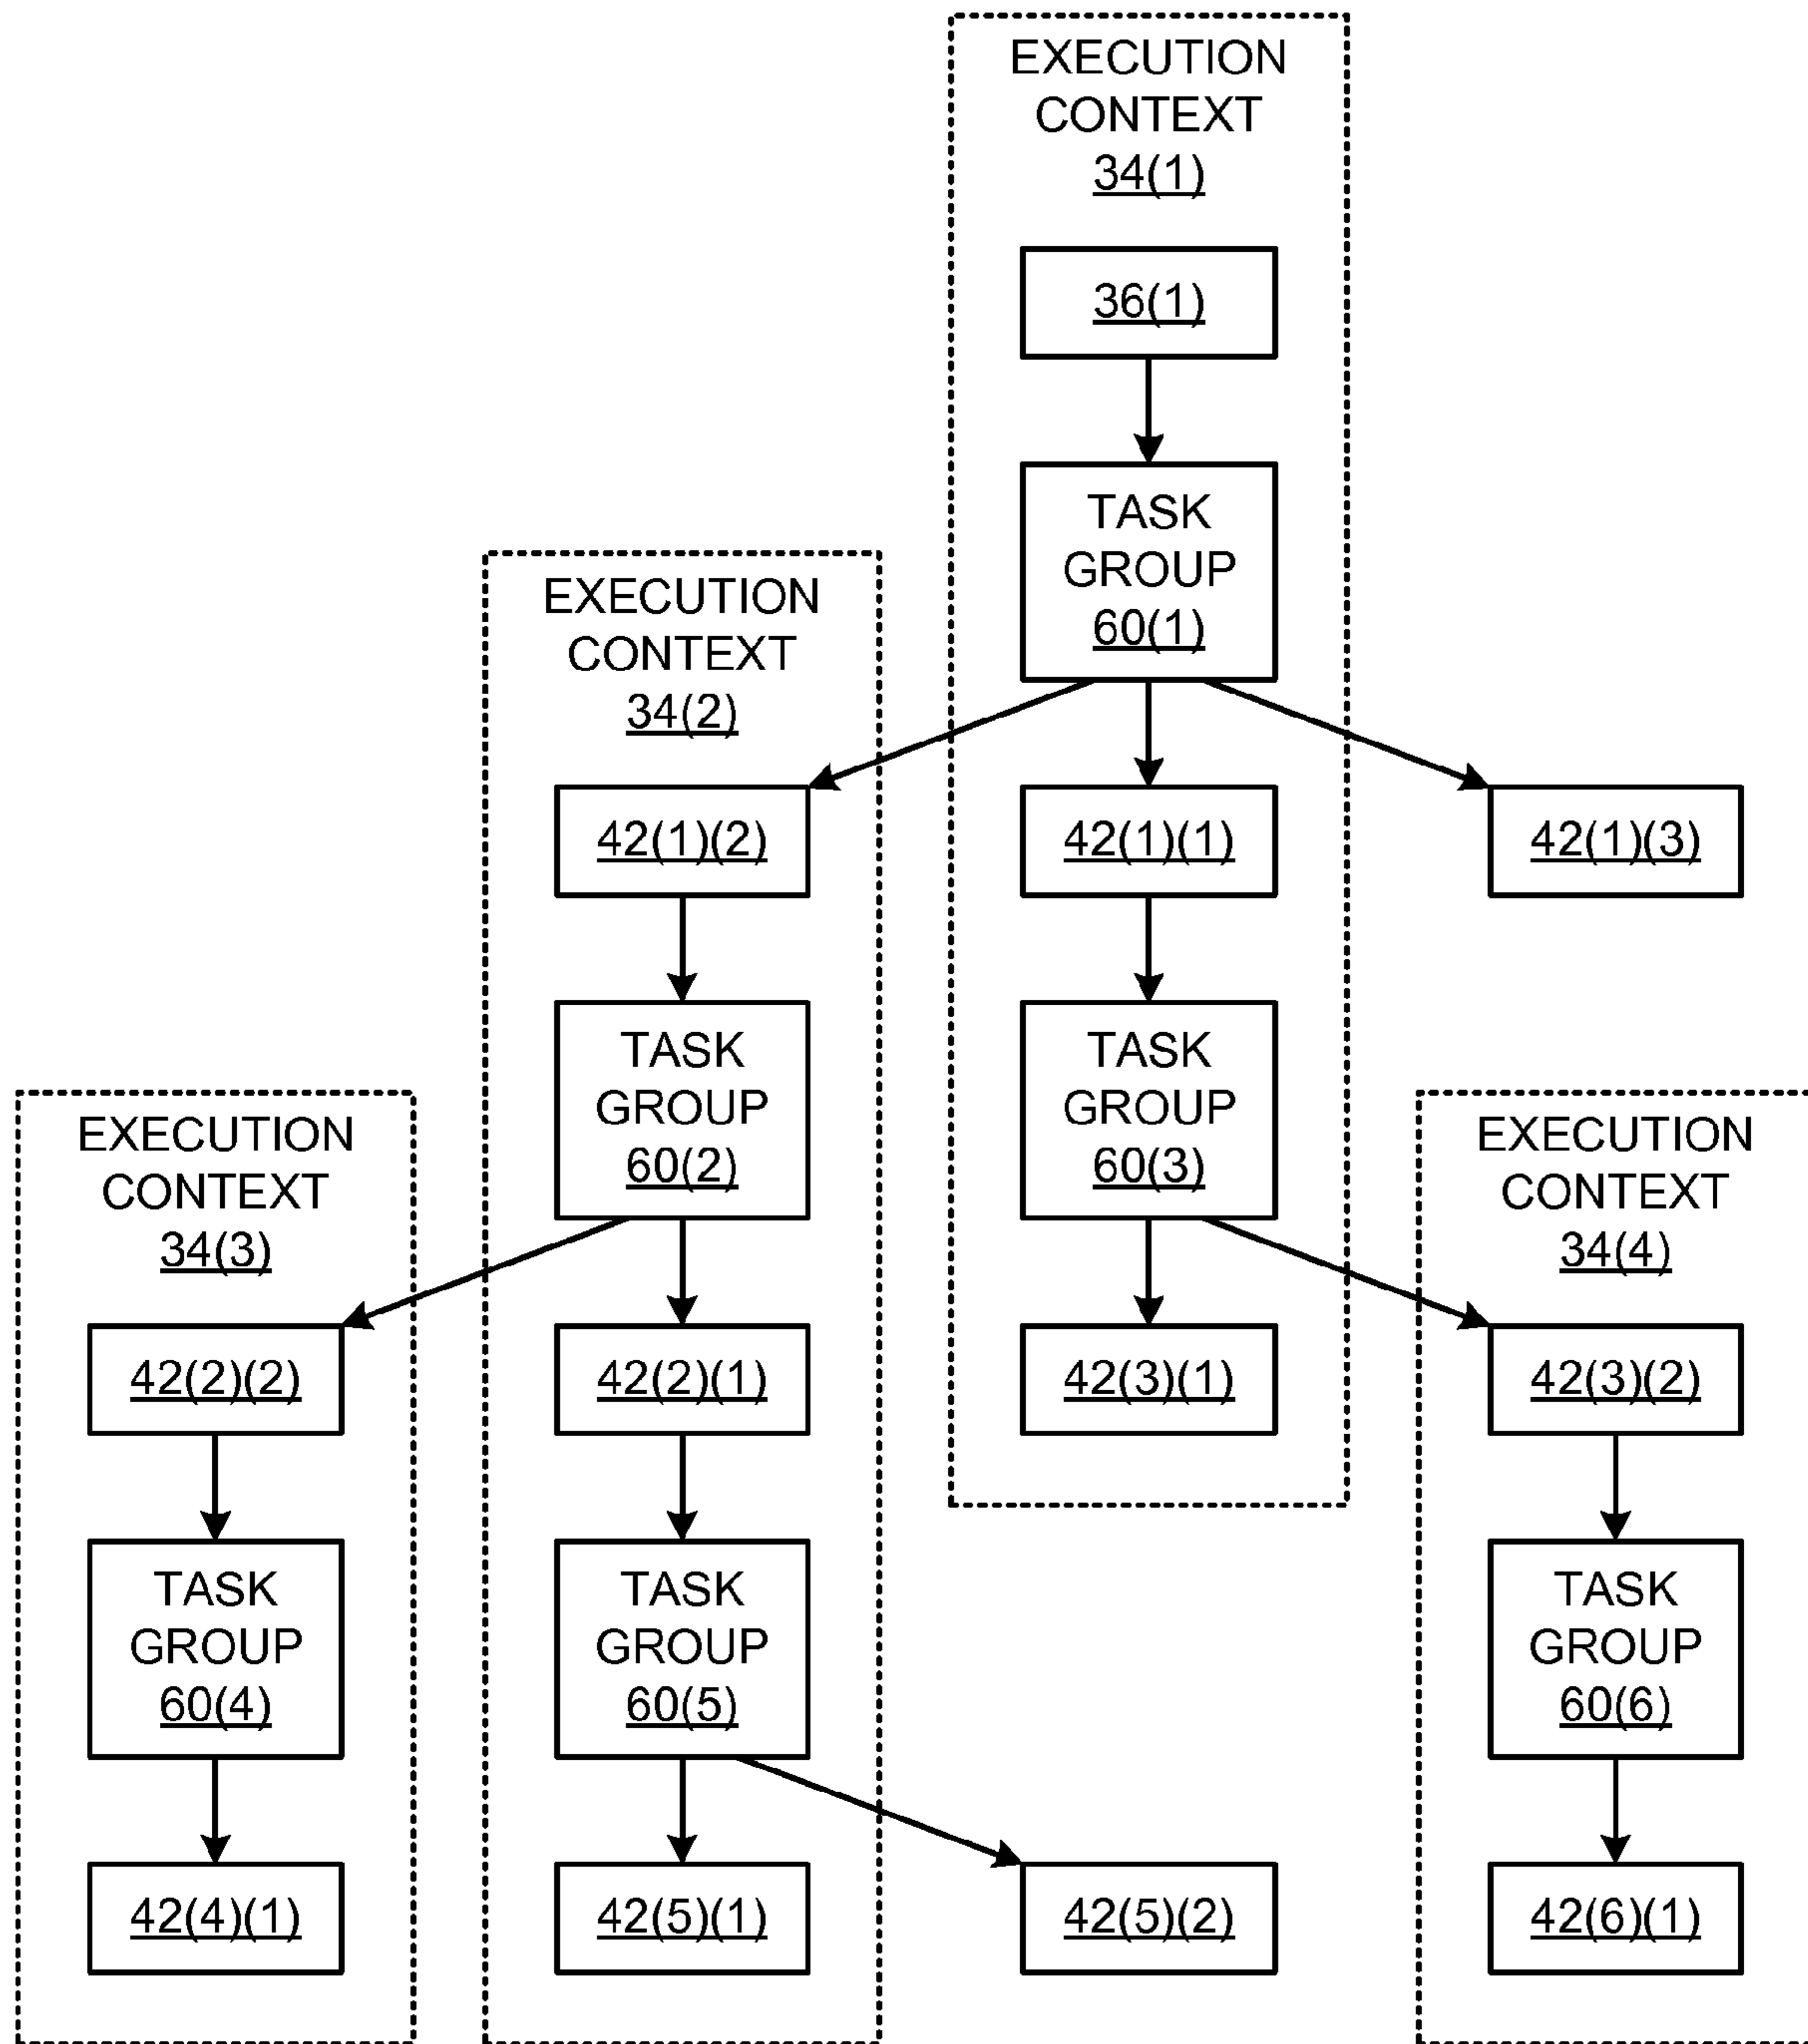 EXECUTION
CONTEXT
34(1)
36(1)
TASK
GROUP
60(1)
EXECUTION
CONTEXT
34(2)
42(1)(2)
42(1)(1)
42(1)(3)
TASK
GROUP
60(2)
TASK
GROUP
60(3)
EXECUTION
CONTEXT
34(3)
EXECUTION
CONTEXT
34(4)
42(2)(2)
42(2)(1)
42(3)(1)
42(3)(2)
TASK
GROUP
60(4)
TASK
GROUP
60(5)
TASK
GROUP
60(6)
42(4)(1)
42(5)(1)
42(5)(2)
42(6)(1)